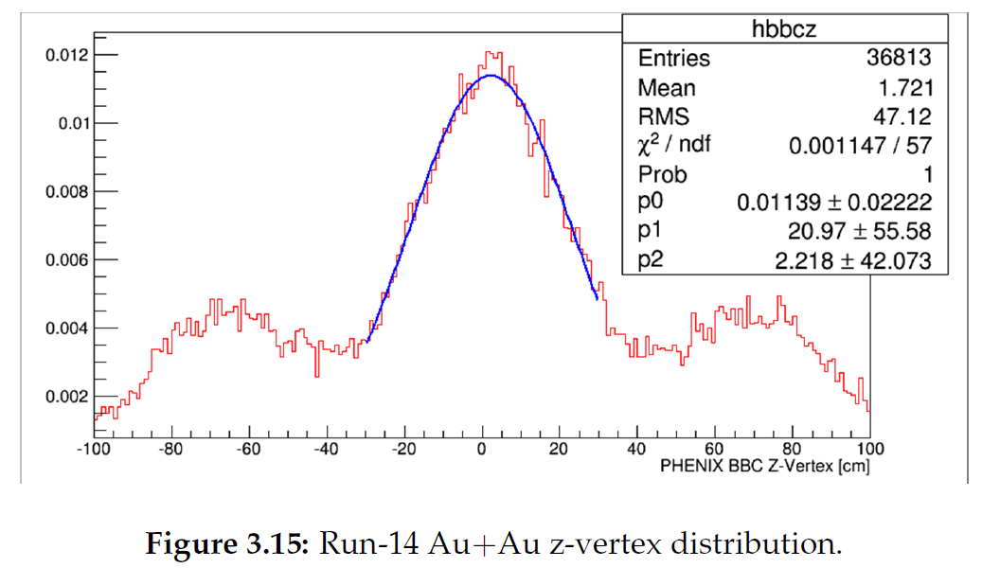 hbbcz
Entries 36813
Mean 1.721
RMS 47.12
χ² / ndf 0.001147 / 57
Prob 1
p0 0.01139 ± 0.02222
p1 20.97 ± 55.58
p2 2.218 ± 42.073
0.012
0.01
0.008
0.006
0.004
0.002
-100 -80 -60 -40 -20 0 20 40 60 80 100
PHENIX BBC Z-Vertex [cm]
Figure 3.15: Run-14 Au+Au z-vertex distribution.